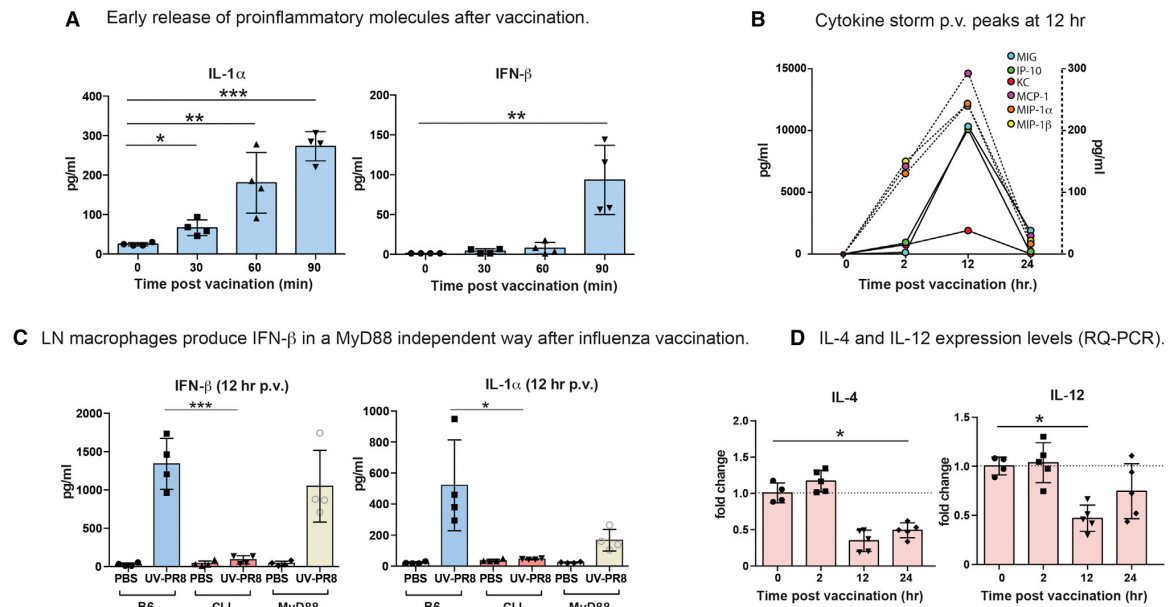 A Early release of proinflammatory molecules after vaccination.
IL-1α
pg/ml
400
300
200
100
0
*
**
***
0 30 60 90
Time post vacination (min)
IFN-β
pg/ml
200
150
100
50
0
**
0 30 60 90
Time post vacination (min)
B Cytokine storm p.v. peaks at 12 hr
MIG
IP-10
KC
MCP-1
MIP-1α
MIP-1β
pg/ml
15000
10000
5000
0
300
200
100
0
pg/ml
0 2 12 24
Time post vaccination (hr.)
C LN macrophages produce IFN-β in a MyD88 independent way after influenza vaccination.
IFN-β (12 hr p.v.)
pg/ml
2000
1500
1000
500
0
***
PBS UV-PR8 PBS UV-PR8 PBS UV-PR8
B6 CLL MyD88
IL-1α (12 hr p.v.)
pg/ml
1000
800
600
400
200
0
*
PBS UV-PR8 PBS UV-PR8 PBS UV-PR8
B6 CLL MyD88
D IL-4 and IL-12 expression levels (RQ-PCR).
IL-4
fold change
2.0
1.5
1.0
0.5
0
*
0 2 12 24
Time post vaccination (hr)
IL-12
fold change
1.5
1.0
0.5
0
*
0 2 12 24
Time post vaccination (hr)